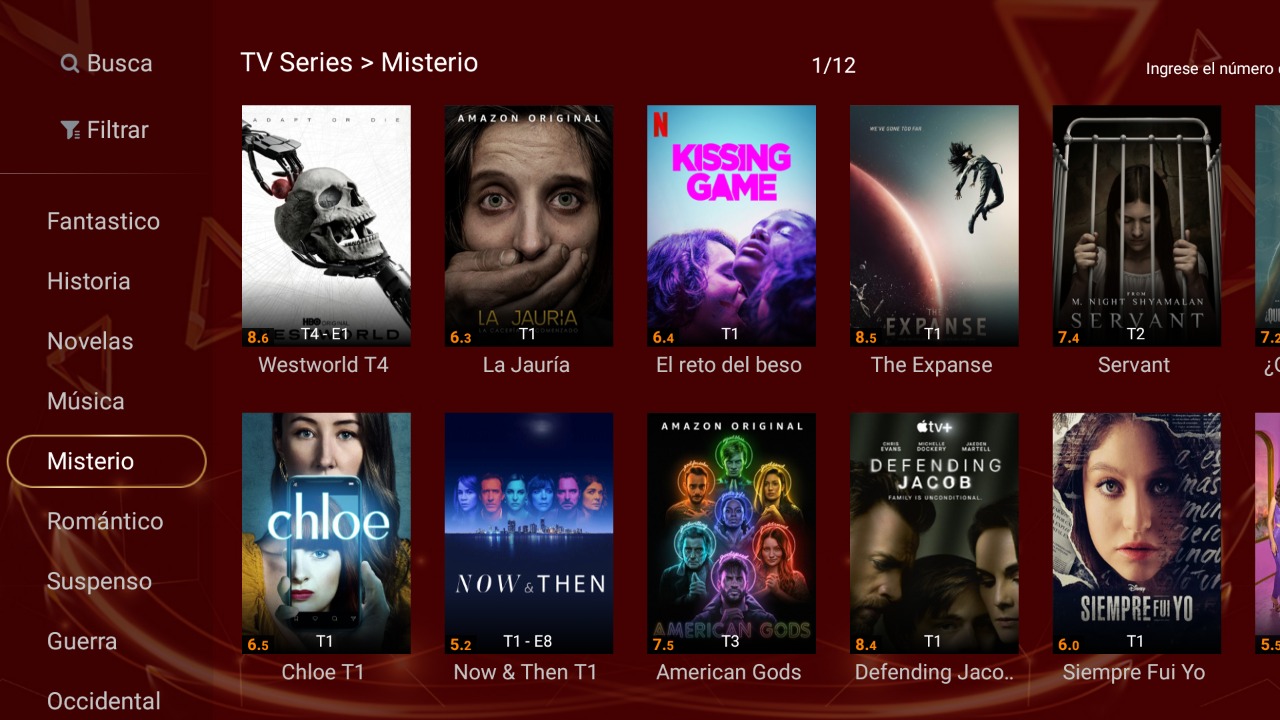 Busca
Filtrar
Fantastico
Historia
Novelas
Música
Misterio
Romántico
Suspenso
Guerra
Occidental
TV Series > Misterio
1/12
Ingrese el número
ADAPT OR DIE
HBO ORIGINAL
WESTWORLD
8.6
T4 - E1
Westworld T4
AMAZON ORIGINAL
LA JAURÍA
LA CACERÍA HA COMENZADO
6.3
T1
La Jauría
N
KISSING
GAME
6.4
T1
El reto del beso
WE'VE GONE TOO FAR
THE
EXPANSE
8.5
T1
The Expanse
FROM
M. NIGHT SHYAMALAN
SERVANT
7.4
T2
Servant
7.2
chloe
6.5
T1
Chloe T1
NOW & THEN
5.2
T1 - E8
Now & Then T1
AMAZON ORIGINAL
AMERICAN GODS
7.5
T3
American Gods
tv+
CHRIS EVANS
MICHELLE DOCKERY
JAEDEN MARTELL
DEFENDING
JACOB
FAMILY IS UNCONDITIONAL.
8.4
T1
Defending Jaco..
Disney
SIEMPRE FUI YO
6.0
T1
Siempre Fui Yo
5.5